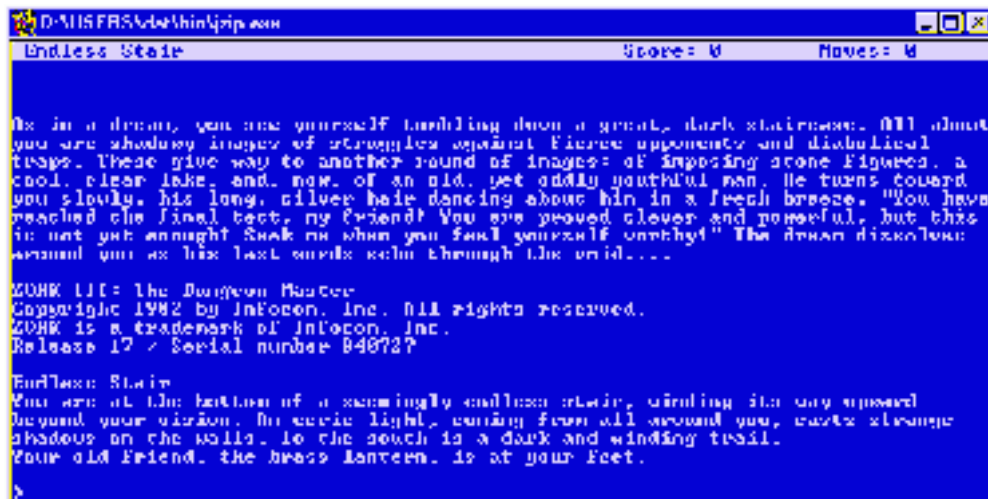 D:\USERS\dat\bin\jzip.exe
Endless Stair Score: 0 Moves: 0
As in a dream, you see yourself tumbling down a great, dark staircase. All about
you are shadowy images of struggles against fierce opponents and diabolical
traps. These give way to another round of images: of imposing stone figures, a
cool, clear lake, and, now, of an old, yet oddly youthful man. He turns toward
you slowly, his long, silver hair dancing about him in a fresh breeze. "You have
reached the final test, my friend! You are proved clever and powerful, but this
is not yet enough! Seek me when you feel yourself worthy!" The dream dissolves
around you as his last words echo through the void....
ZORK III: The Dungeon Master
Copyright 1982 by Infocom, Inc. All rights reserved.
ZORK is a trademark of Infocom, Inc.
Release 17 / Serial number 840727
Endless Stair
You are at the bottom of a seemingly endless stair, winding its way upward
beyond your vision. An eerie light, coming from all around you, casts strange
shadows on the walls. To the south is a dark and winding trail.
Your old friend, the brass lantern, is at your feet.
>